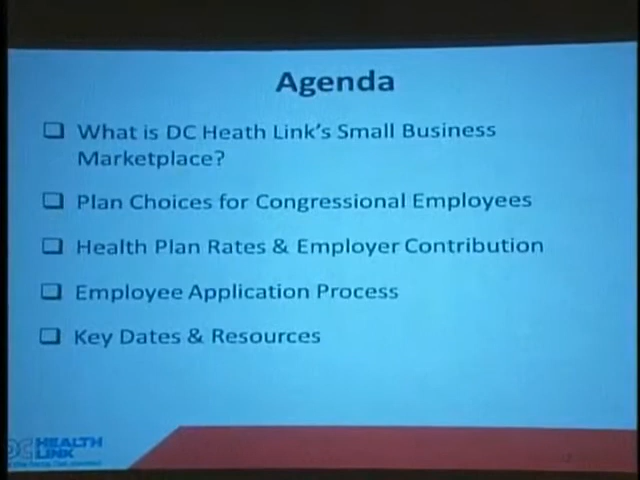 Agenda
What is DC Heath Link's Small Business
Marketplace?
Plan Choices for Congressional Employees
Health Plan Rates & Employer Contribution
Employee Application Process
Key Dates & Resources
DC HEALTH
LINK